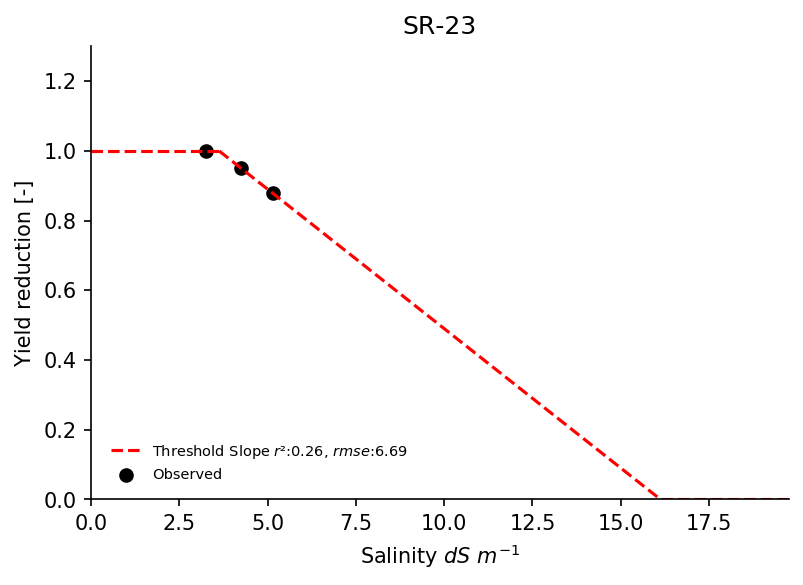 SR-23
Yield reduction [-]
1.2
1.0
0.8
0.6
0.4
0.2
0.0
Threshold Slope r²:0.26, rmse:6.69
Observed
0.0 2.5 5.0 7.5 10.0 12.5 15.0 17.5
Salinity dS m⁻¹